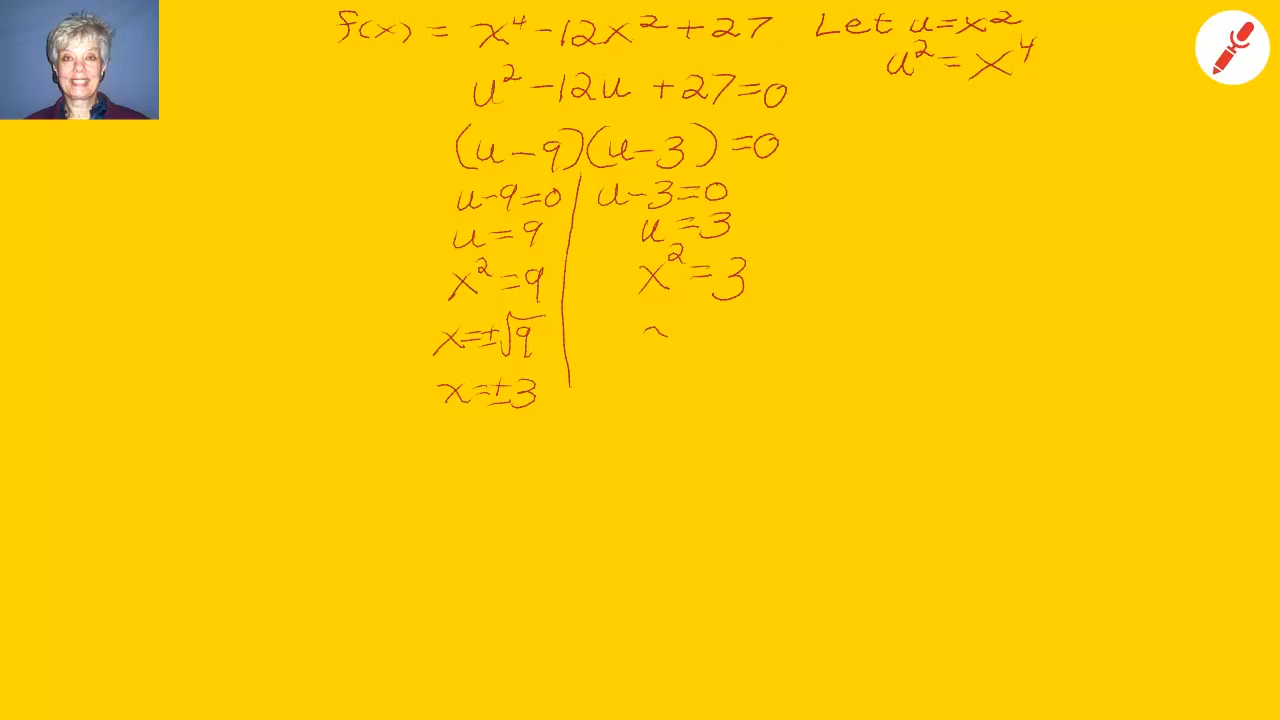 f(x) = x⁴ - 12x² + 27 Let u = x²
u² = x⁴
u² - 12u + 27 = 0
(u - 9)(u - 3) = 0
u - 9 = 0
u = 9
x² = 9
x = ±√9
x = ±3
u - 3 = 0
u = 3
x² = 3